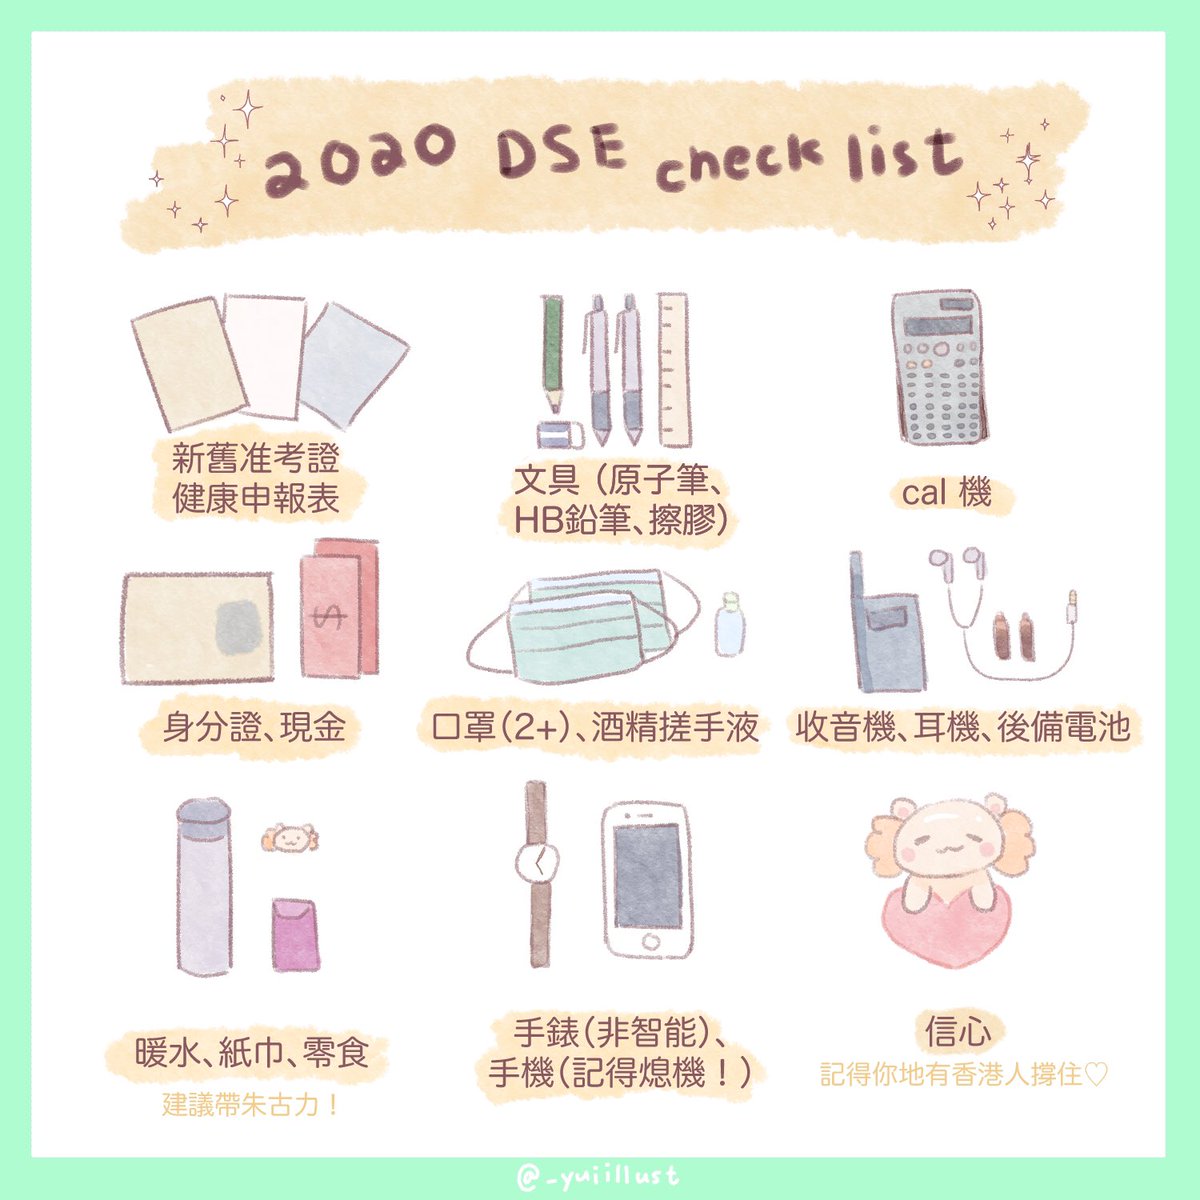 2020 DSE check list
新舊准考證
健康申報表
文具（原子筆、
HB鉛筆、擦膠）
cal 機
$
身分證、現金
口罩（2+）、酒精搓手液
收音機、耳機、後備電池
暖水、紙巾、零食
建議帶朱古力！
手錶（非智能）、
手機（記得熄機！）
信心
記得你地有香港人撐住♡
@_yuiillust